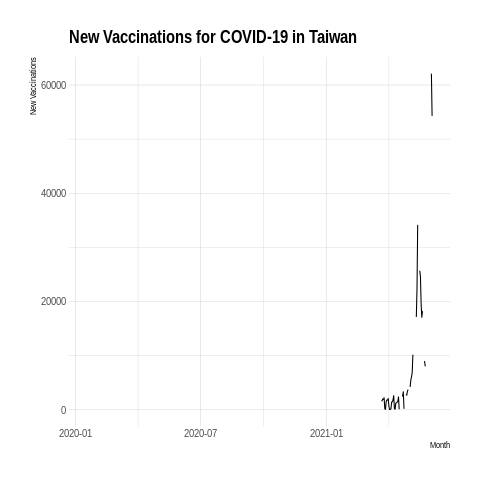 New Vaccinations for COVID-19 in Taiwan
New Vaccinations
60000
40000
20000
0
2020-01
2020-07
2021-01
Month